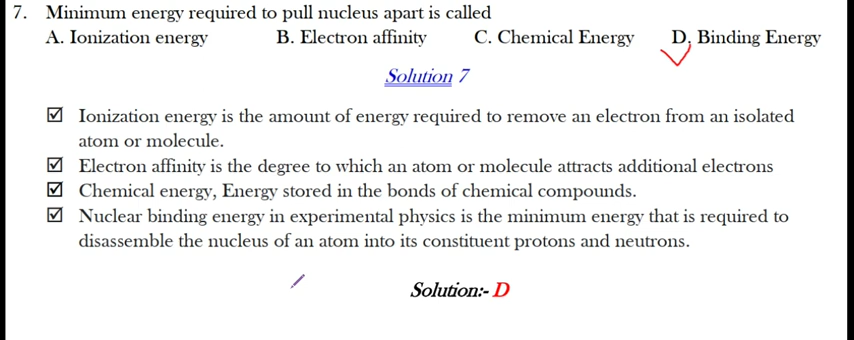 7. Minimum energy required to pull nucleus apart is called
A. Ionization energy B. Electron affinity C. Chemical Energy D. Binding Energy
Solution 7
☑ Ionization energy is the amount of energy required to remove an electron from an isolated
atom or molecule.
☑ Electron affinity is the degree to which an atom or molecule attracts additional electrons
☑ Chemical energy, Energy stored in the bonds of chemical compounds.
☑ Nuclear binding energy in experimental physics is the minimum energy that is required to
disassemble the nucleus of an atom into its constituent protons and neutrons.
Solution:- D